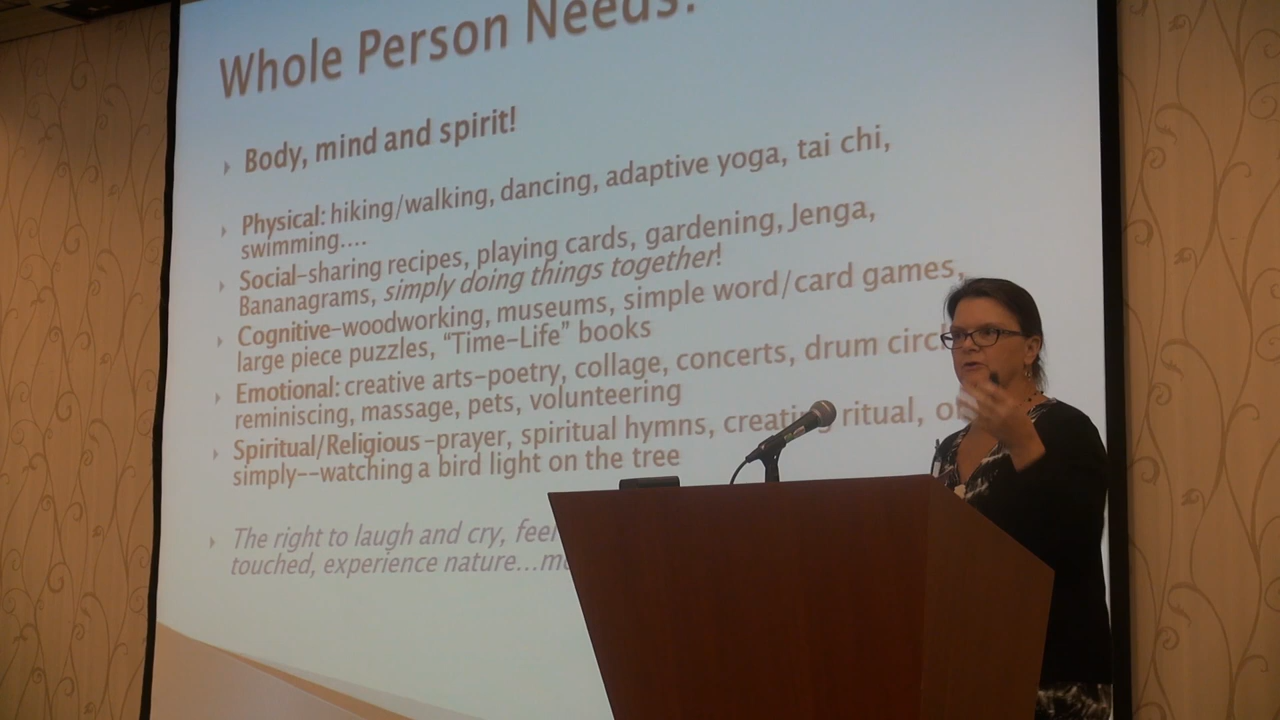 Whole Person Needs:
Body, mind and spirit!
Physical: hiking/walking, dancing, adaptive yoga, tai chi,
swimming....
Social-sharing recipes, playing cards, gardening, Jenga,
Bananagrams, simply doing things together!
Cognitive-woodworking, museums, simple word/card games,
large piece puzzles, “Time-Life” books
Emotional: creative arts-poetry, collage, concerts, drum
reminiscing, massage, pets, volunteering
Spiritual/Religious -prayer, spiritual hymns, creating ritual,
simply--watching a bird light on the tree
The right to laugh and cry, feel
touched, experience nature...